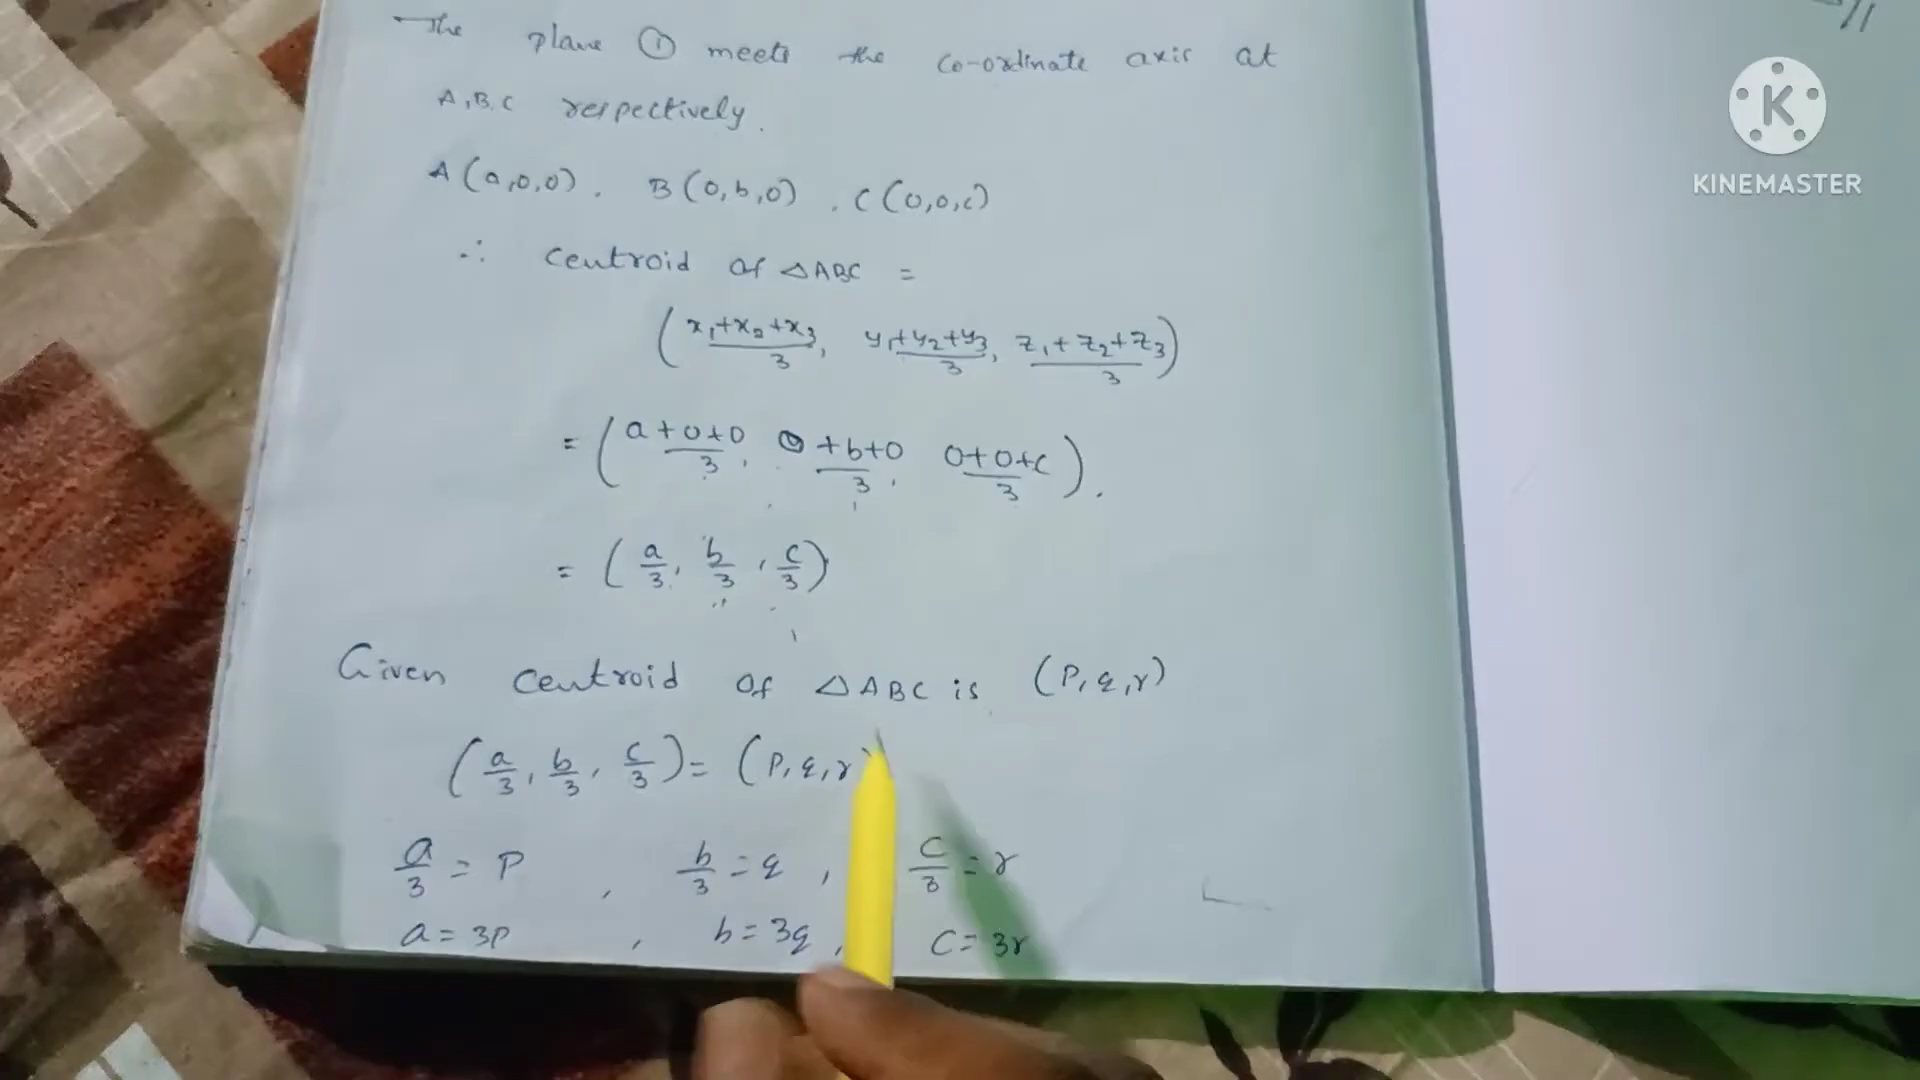 The plane ① meets the co-ordinate axis at
A,B.C respectively.
A(a,0,0). B(0,b,0) . C(0,0,c)
∴ centroid of △ABC =
(x₁+x₂+x₃/3, y₁+y₂+y₃/3, z₁+z₂+z₃/3)
= (a+0+0/3, 0+b+0/3, 0+0+c/3).
= (a/3, b/3, c/3)
Given centroid of △ABC is (P,q,r)
(a/3, b/3, c/3) = (P,q,r)
a/3 = P , b/3 = q , c/3 = r
a = 3P , b = 3q , C = 3r
K
KINEMASTER